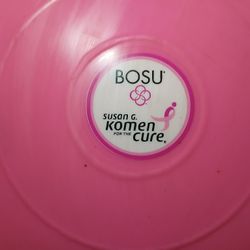 BOSU®
SUSAN G.
Komen
FOR THE
CURE.